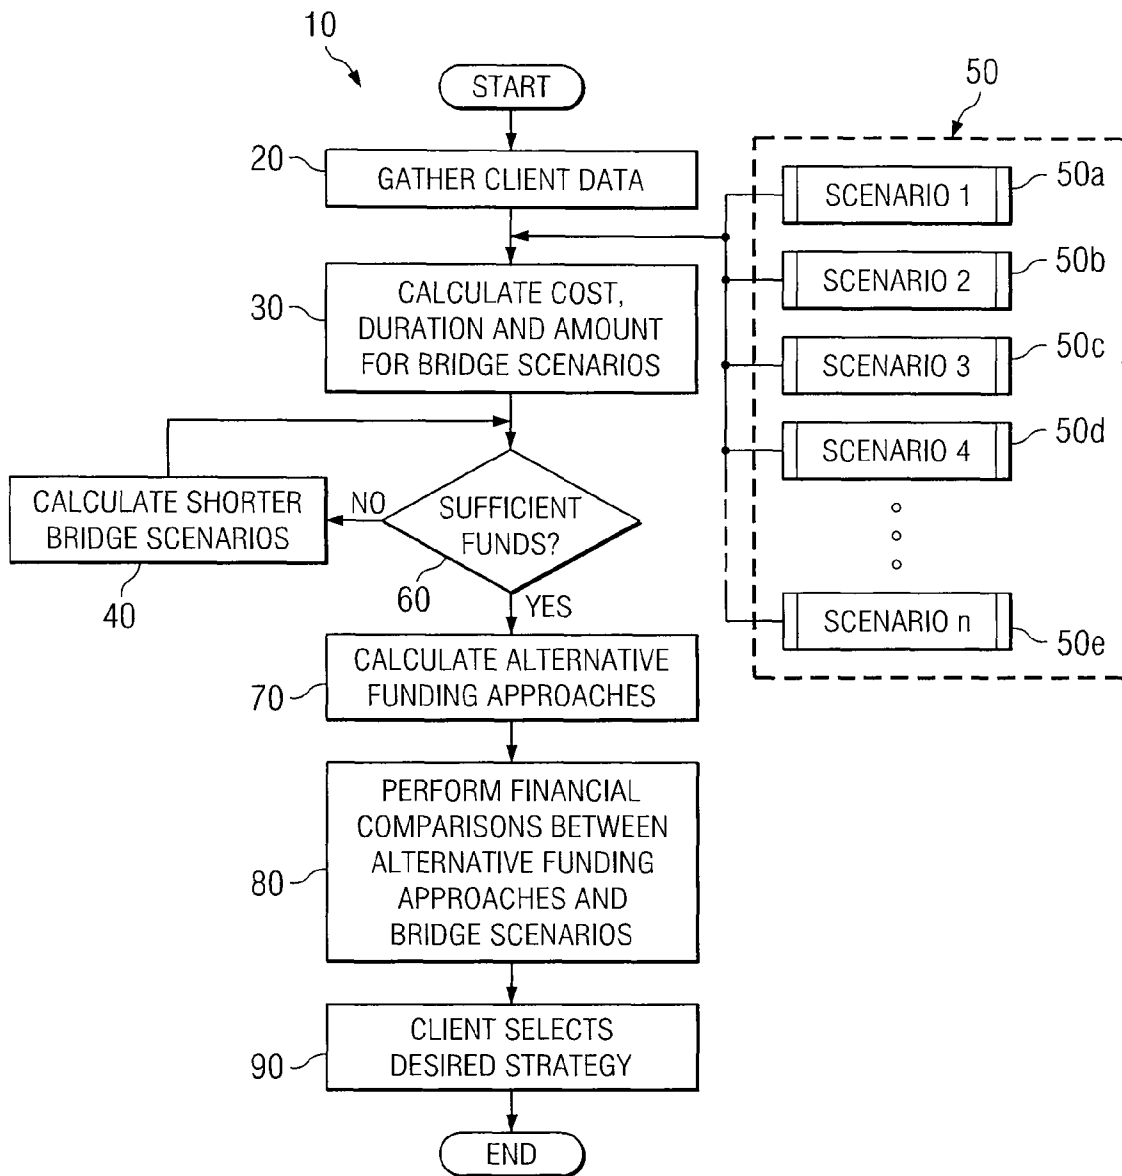 10
START
50
20
GATHER CLIENT DATA
SCENARIO 1
50a
SCENARIO 2
50b
30
CALCULATE COST,
DURATION AND AMOUNT
FOR BRIDGE SCENARIOS
SCENARIO 3
50c
SCENARIO 4
50d
CALCULATE SHORTER
BRIDGE SCENARIOS
40
NO
SUFFICIENT
FUNDS?
60
YES
SCENARIO n
50e
70
CALCULATE ALTERNATIVE
FUNDING APPROACHES
80
PERFORM FINANCIAL
COMPARISONS BETWEEN
ALTERNATIVE FUNDING
APPROACHES AND
BRIDGE SCENARIOS
90
CLIENT SELECTS
DESIRED STRATEGY
END